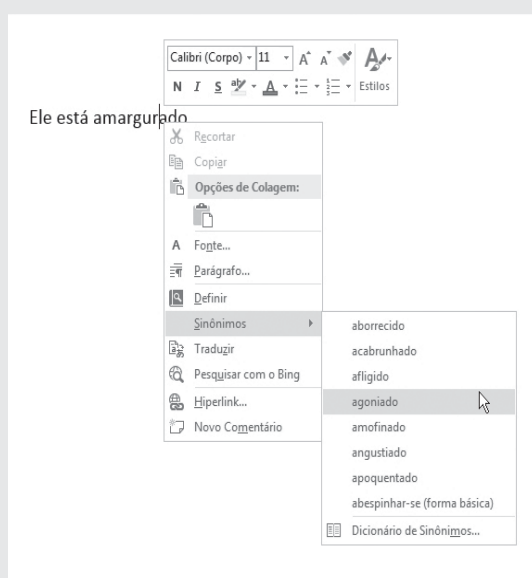 Calibri (Corpo) 11 A A
N I S aby A Estilos
Ele está amargurado
Recortar
Copiar
Opções de Colagem:
A Fonte...
Parágrafo...
Definir
Sinônimos
Traduzir
Pesquisar com o Bing
Hiperlink...
Novo Comentário
aborrecido
acabrunhado
afligido
agoniado
amofinado
angustiado
apoquentado
abespinhar-se (forma básica)
Dicionário de Sinônimos...